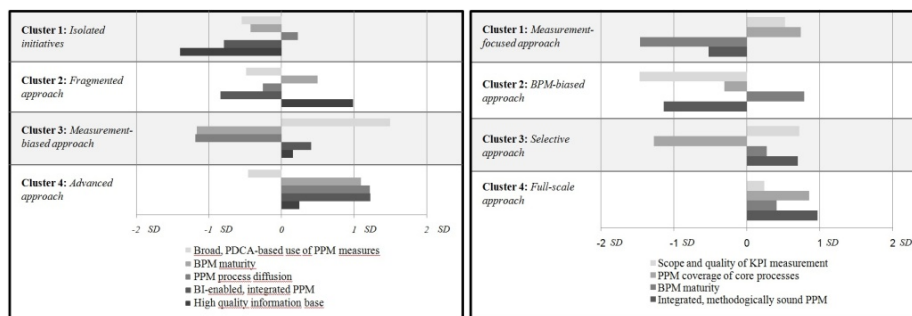 Cluster 1: Isolated
initiatives
Cluster 2: Fragmented
approach
Cluster 3: Measurement-
biased approach
Cluster 4: Advanced
approach
-2 SD -1 SD 0 1 SD 2 SD
Broad, PDCA-based use of PPM measures
BPM maturity
PPM process diffusion
BI-enabled, integrated PPM
High quality information base
Cluster 1: Measurement-
focused approach
Cluster 2: BPM-biased
approach
Cluster 3: Selective
approach
Cluster 4: Full-scale
approach
-2 SD -1 SD 0 1 SD 2 SD
Scope and quality of KPI measurement
PPM coverage of core processes
BPM maturity
Integrated, methodologically sound PPM